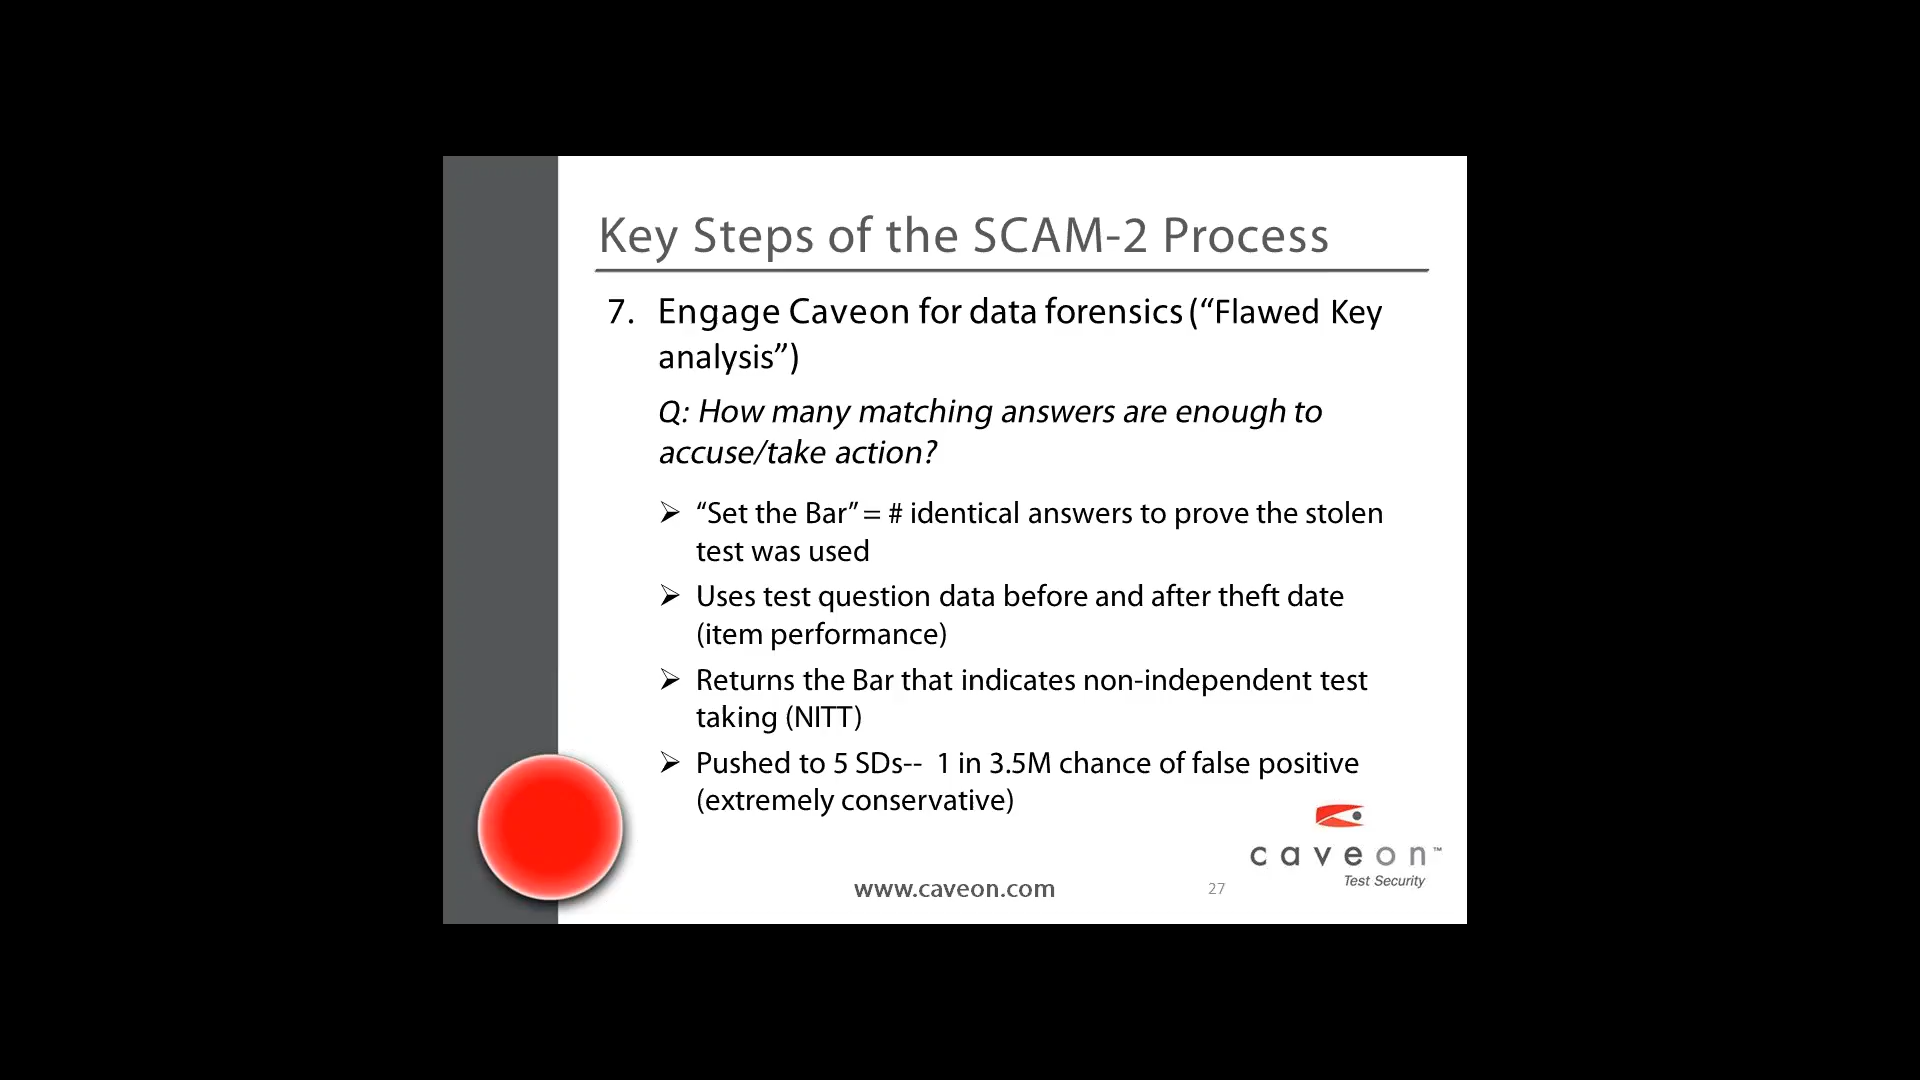 Key Steps of the SCAM-2 Process
7. Engage Caveon for data forensics (“Flawed Key
analysis”)
Q: How many matching answers are enough to
accuse/take action?
➢ “Set the Bar” = # identical answers to prove the stolen
test was used
➢ Uses test question data before and after theft date
(item performance)
➢ Returns the Bar that indicates non-independent test
taking (NITT)
➢ Pushed to 5 SDs-- 1 in 3.5M chance of false positive
(extremely conservative)
caveon™
Test Security
www.caveon.com
27